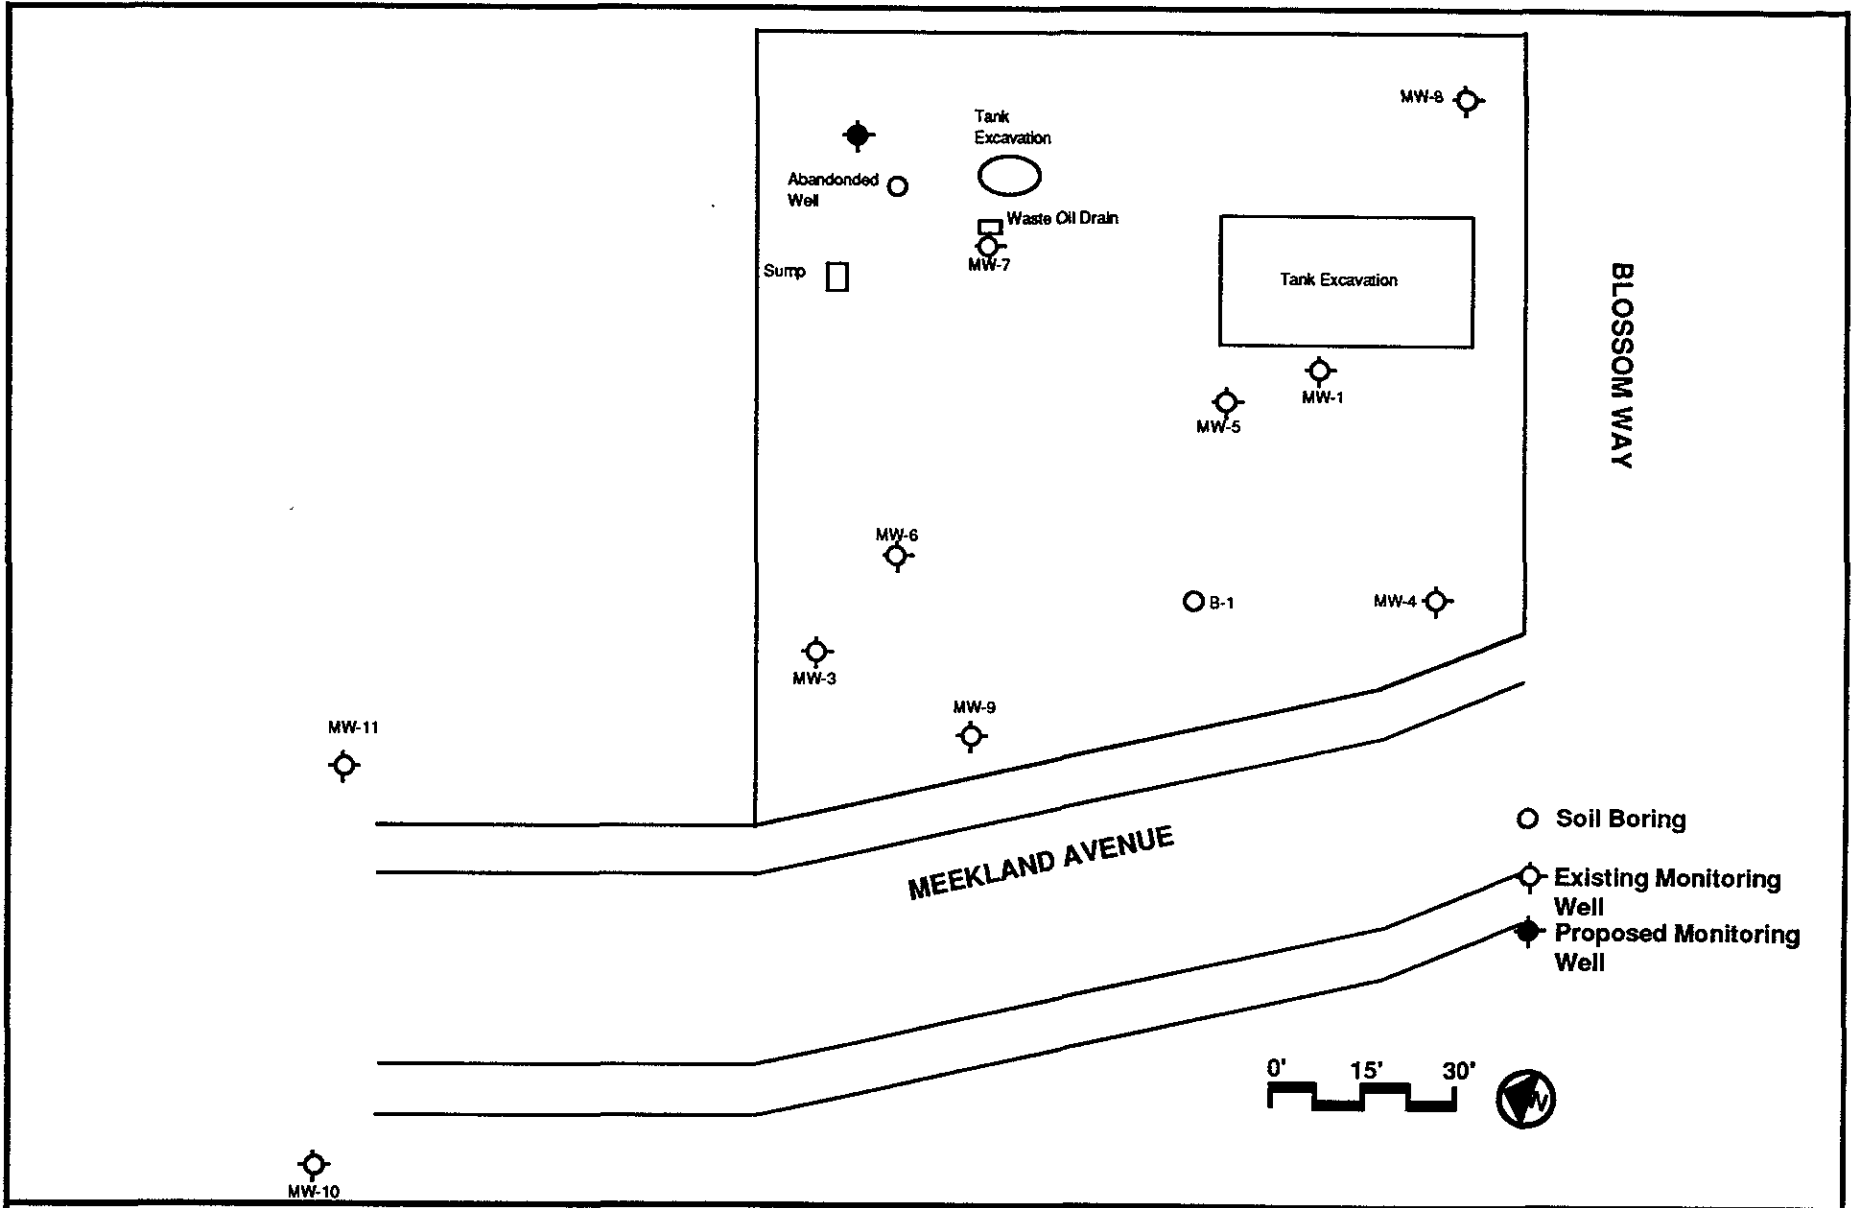 MW-8
Tank
Excavation
Abandonded
Well
Waste Oil Drain
MW-7
Sump
Tank Excavation
BLOSSOM WAY
MW-1
MW-5
MW-6
B-1
MW-4
MW-3
MW-9
MW-11
MEEKLAND AVENUE
Soil Boring
Existing Monitoring
Well
Proposed Monitoring
Well
0' 15' 30'
MW-10